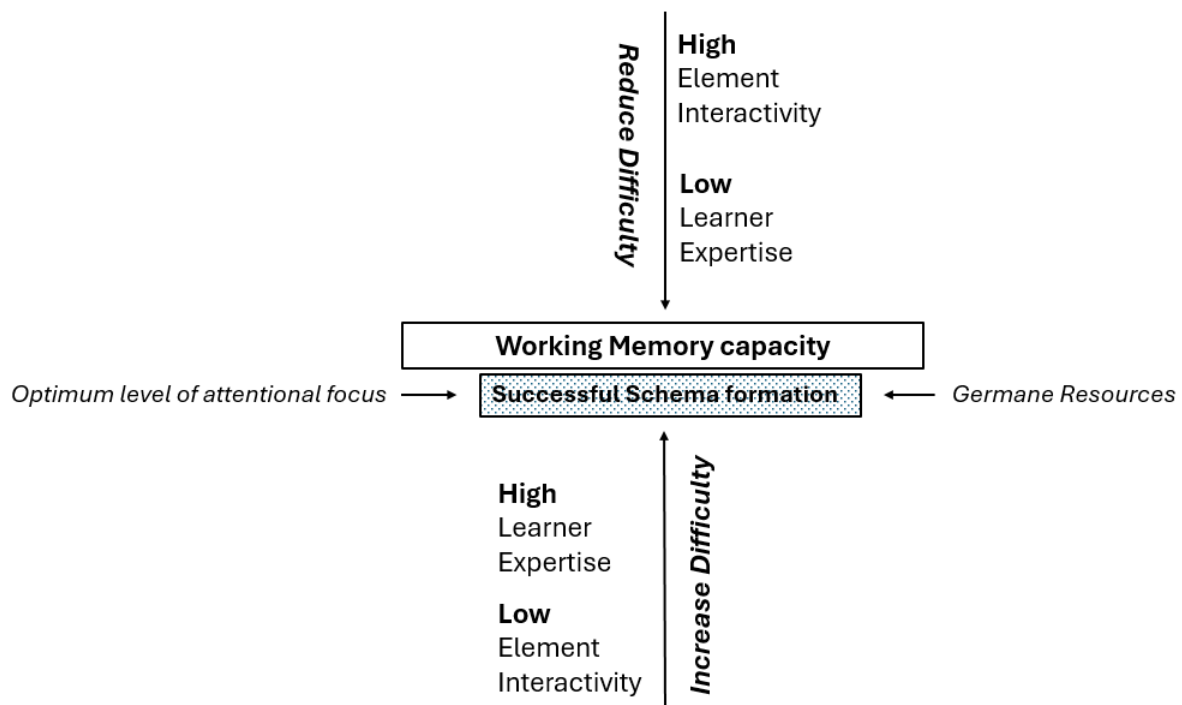 Reduce Difficulty
High
Element
Interactivity
Low
Learner
Expertise
Working Memory capacity
Optimum level of attentional focus
Successful Schema formation
Germane Resources
High
Learner
Expertise
Low
Element
Interactivity
Increase Difficulty